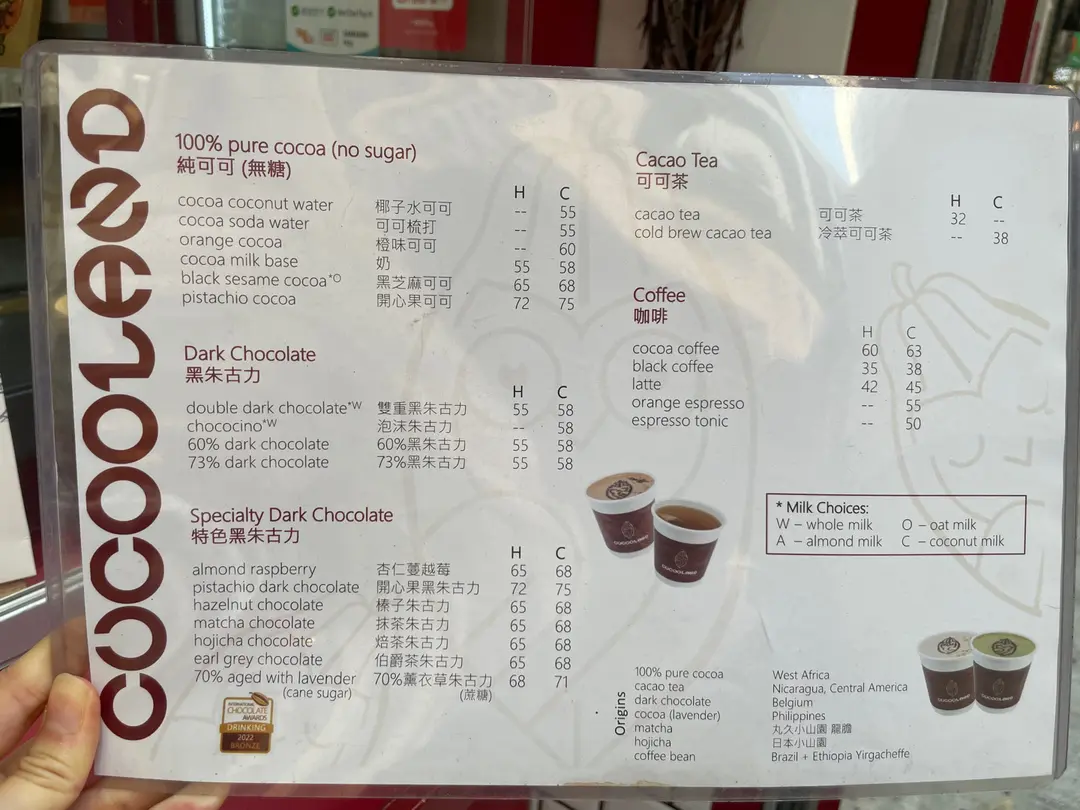 CUCOOLEED
100% pure cocoa (no sugar)
純可可 (無糖)
H C
cocoa coconut water 椰子水可可 -- 55
cocoa soda water 可可梳打 -- 55
orange cocoa 橙味可可 -- 60
cocoa milk base 奶 55 58
black sesame cocoa*O 黑芝麻可可 65 68
pistachio cocoa 開心果可可 72 75
Dark Chocolate
黑朱古力
H C
double dark chocolate*W 雙重黑朱古力 55 58
chococino*W 泡沫朱古力 -- 58
60% dark chocolate 60%黑朱古力 55 58
73% dark chocolate 73%黑朱古力 55 58
Specialty Dark Chocolate
特色黑朱古力
H C
almond raspberry 杏仁蔓越莓 65 68
pistachio dark chocolate 開心果黑朱古力 72 75
hazelnut chocolate 榛子朱古力 65 68
matcha chocolate 抹茶朱古力 65 68
hojicha chocolate 焙茶朱古力 65 68
earl grey chocolate 伯爵茶朱古力 65 68
70% aged with lavender 70%薰衣草朱古力 68 71
(cane sugar) (蔗糖)
INTERNATIONAL
CHOCOLATE
AWARDS
DRINKING
2022
BRONZE
Cacao Tea
可可茶
H C
cacao tea 可可茶 32 --
cold brew cacao tea 冷萃可可茶 -- 38
Coffee
咖啡
H C
cocoa coffee 60 63
black coffee 35 38
latte 42 45
orange espresso -- 55
espresso tonic -- 50
* Milk Choices:
W – whole milk O – oat milk
A – almond milk C – coconut milk
CUCOOLEED
CUCOOLEED
CUCOOLEED
CUCOOLEED
Origins
100% pure cocoa West Africa
cacao tea Nicaragua, Central America
dark chocolate Belgium
cocoa (lavender) Philippines
matcha 丸久小山園 龍膽
hojicha 日本小山園
coffee bean Brazil + Ethiopia Yirgacheffe